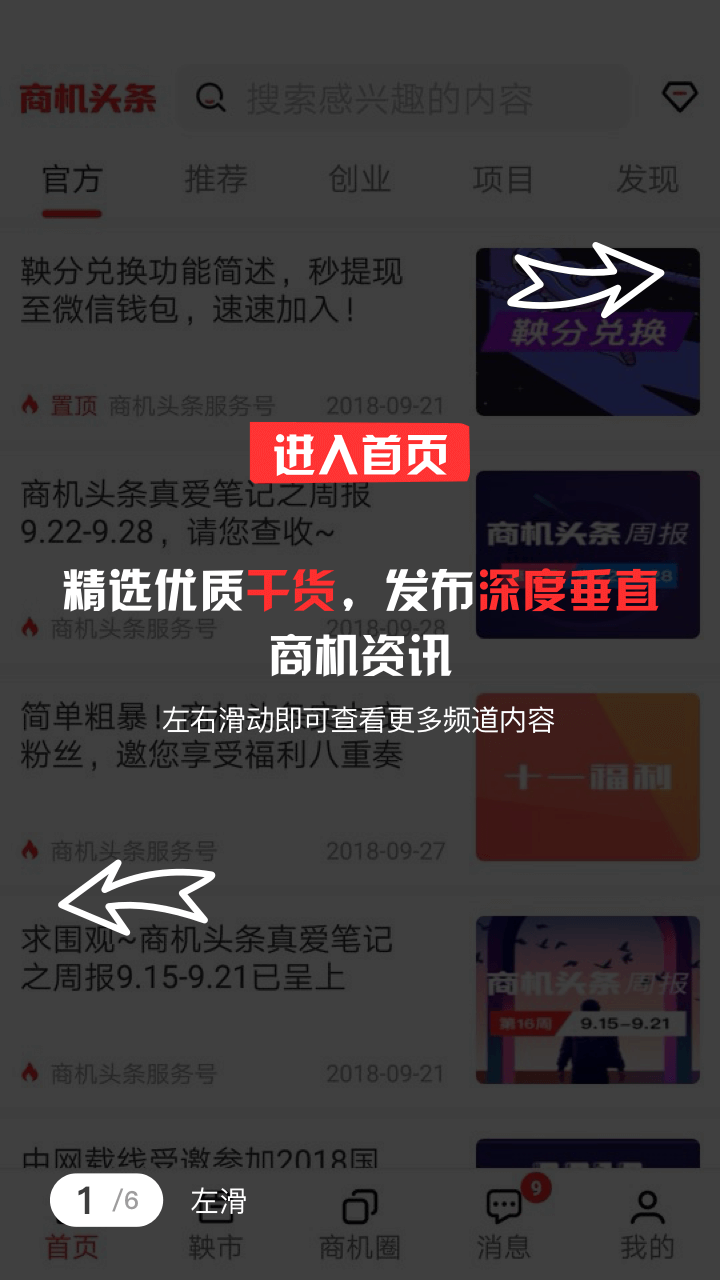 商机头条
搜索感兴趣的内容
官方 推荐 创业 项目 发现
鞅分兑换功能简述，秒提现
至微信钱包，速速加入！
鞅分兑换
置顶 商机头条服务号 2018-09-21
进入首页
商机头条真爱笔记之周报
9.22-9.28，请您查收~
商机头条周报
精选优质干货，发布深度垂直
商机资讯
商机头条服务号 2018-09-28
左右滑动即可查看更多频道内容
简单粗暴！商机头条
粉丝，邀您享受福利八重奏
十一福利
商机头条服务号 2018-09-27
求围观~商机头条真爱笔记
之周报9.15-9.21已呈上
商机头条周报
第16周 9.15-9.21
商机头条服务号 2018-09-21
中网载线受邀参加2018国
1/6 左滑
9
首页 鞅市 商机圈 消息 我的